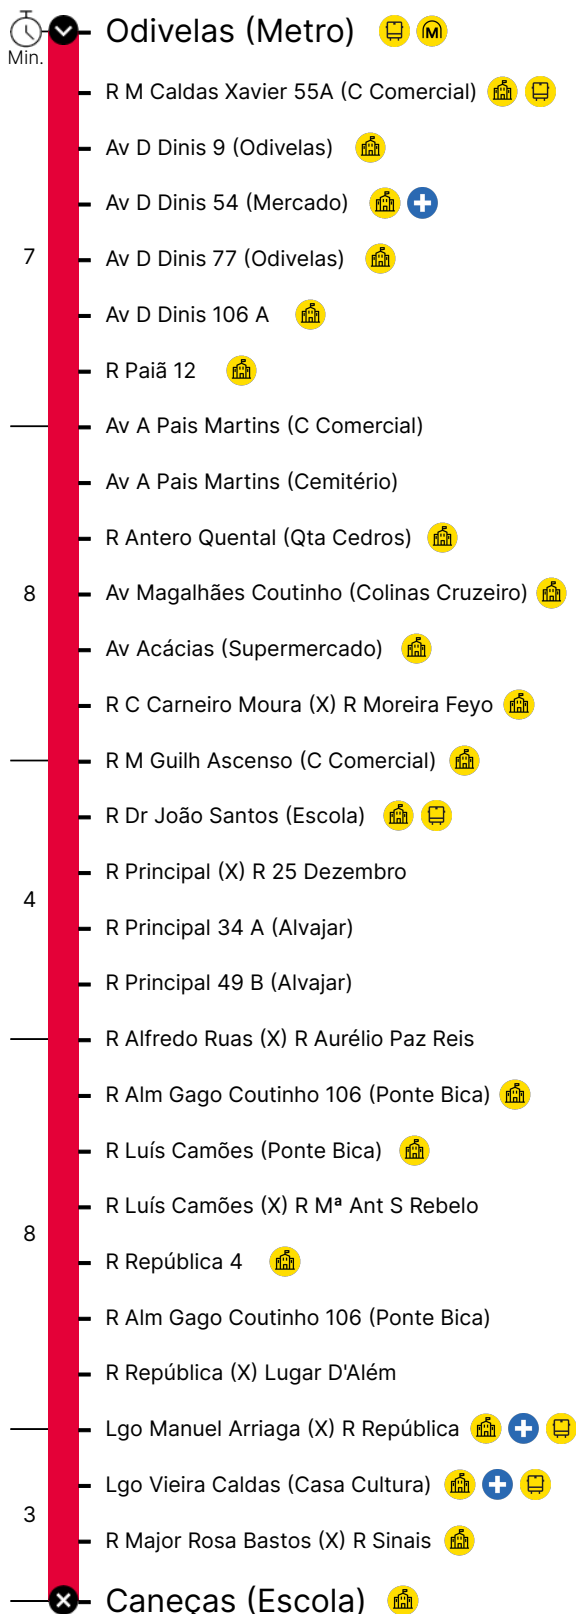 Odivelas (Metro)
Min.
R M Caldas Xavier 55A (C Comercial)
Av D Dinis 9 (Odivelas)
Av D Dinis 54 (Mercado)
7
Av D Dinis 77 (Odivelas)
Av D Dinis 106 A
R Paiã 12
Av A Pais Martins (C Comercial)
Av A Pais Martins (Cemitério)
R Antero Quental (Qta Cedros)
8
Av Magalhães Coutinho (Colinas Cruzeiro)
Av Acácias (Supermercado)
R C Carneiro Moura (X) R Moreira Feyo
R M Guilh Ascenso (C Comercial)
R Dr João Santos (Escola)
R Principal (X) R 25 Dezembro
4
R Principal 34 A (Alvajar)
R Principal 49 B (Alvajar)
R Alfredo Ruas (X) R Aurélio Paz Reis
R Alm Gago Coutinho 106 (Ponte Bica)
R Luís Camões (Ponte Bica)
R Luís Camões (X) R Mª Ant S Rebelo
8
R República 4
R Alm Gago Coutinho 106 (Ponte Bica)
R República (X) Lugar D'Além
Lgo Manuel Arriaga (X) R República
Lgo Vieira Caldas (Casa Cultura)
3
R Major Rosa Bastos (X) R Sinais
Caneças (Escola)